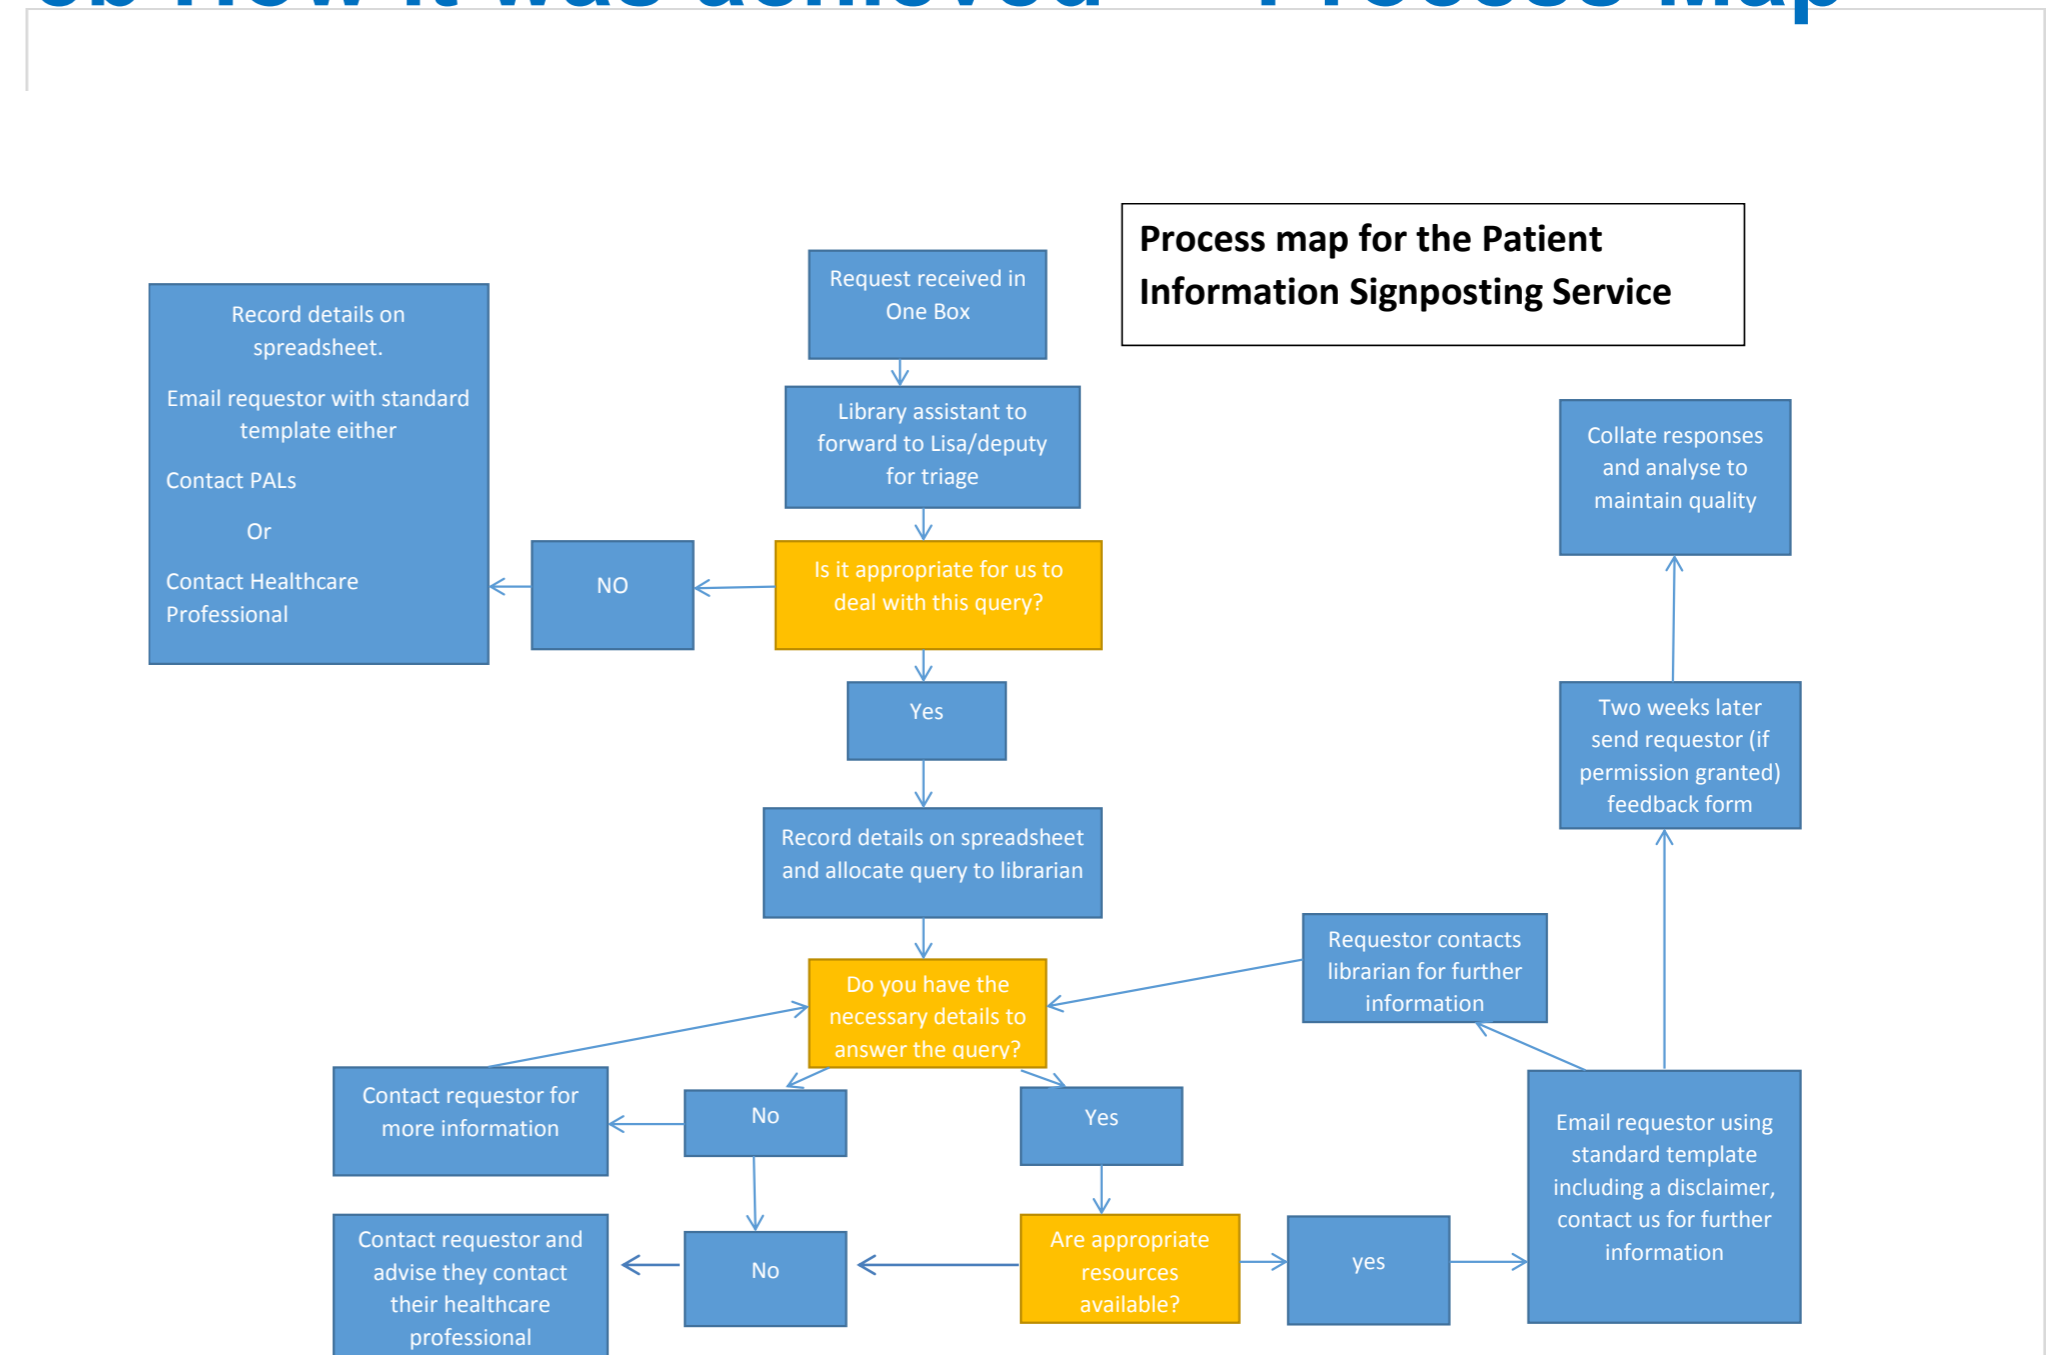 how it was achieved Process Map
Process map for the Patient
Information Signposting Service
Request received in
One Box
Record details on
spreadsheet.
Email requestor with standard
template either
Contact PALs
Or
Contact Healthcare
Professional
Library assistant to
forward to Lisa/deputy
for triage
Collate responses
and analyse to
maintain quality
Is it appropriate for us to
deal with this query?
NO
Yes
Two weeks later
send requestor (if
permission granted)
feedback form
Record details on spreadsheet
and allocate query to librarian
Requestor contacts
librarian for further
information
Do you have the
necessary details to
answer the query?
Contact requestor for
more information
No
Yes
Email requestor using
standard template
including a disclaimer,
contact us for further
information
Contact requestor and
advise they contact
their healthcare
professional
No
Are appropriate
resources
available?
yes